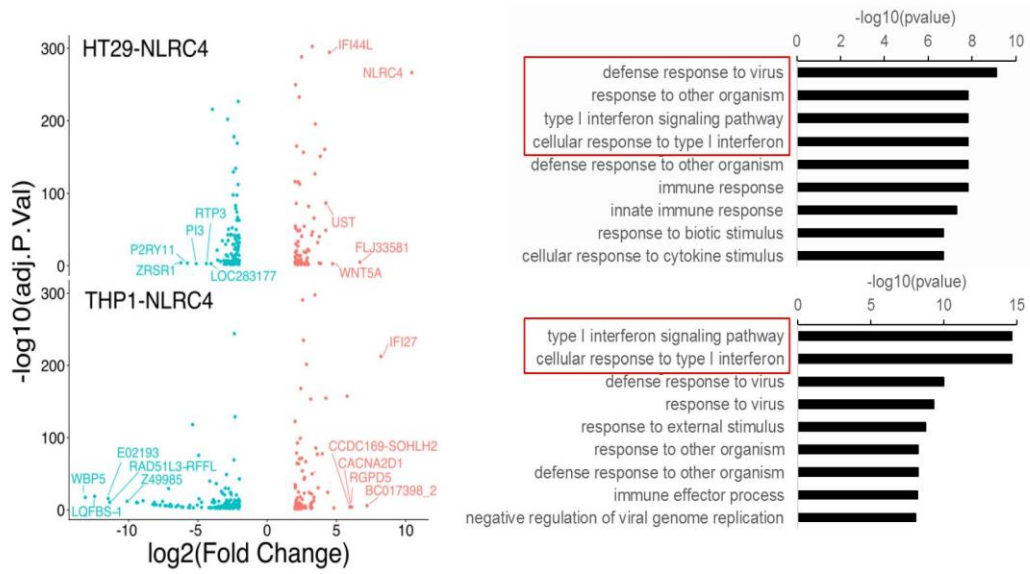 HT29-NLRC4
300
200
100
0
IFI44L
NLRC4
UST
FLJ33581
WNT5A
RTP3
PI3
P2RY11
ZRSR1
LOC283177
-log10(adj.P.Val)
THP1-NLRC4
300
200
100
0
IFI27
CCDC169-SOHLH2
CACNA2D1
RGPD5
BC017398_2
E02193
RAD51L3-RFFL
WBP5
Z49985
LQFBS-1
-10 -5 0 5 10
log2(Fold Change)
-log10(pvalue)
0 2 4 6 8 10
defense response to virus
response to other organism
type I interferon signaling pathway
cellular response to type I interferon
defense response to other organism
immune response
innate immune response
response to biotic stimulus
cellular response to cytokine stimulus
-log10(pvalue)
0 5 10 15
type I interferon signaling pathway
cellular response to type I interferon
defense response to virus
response to virus
response to external stimulus
response to other organism
defense response to other organism
immune effector process
negative regulation of viral genome replication